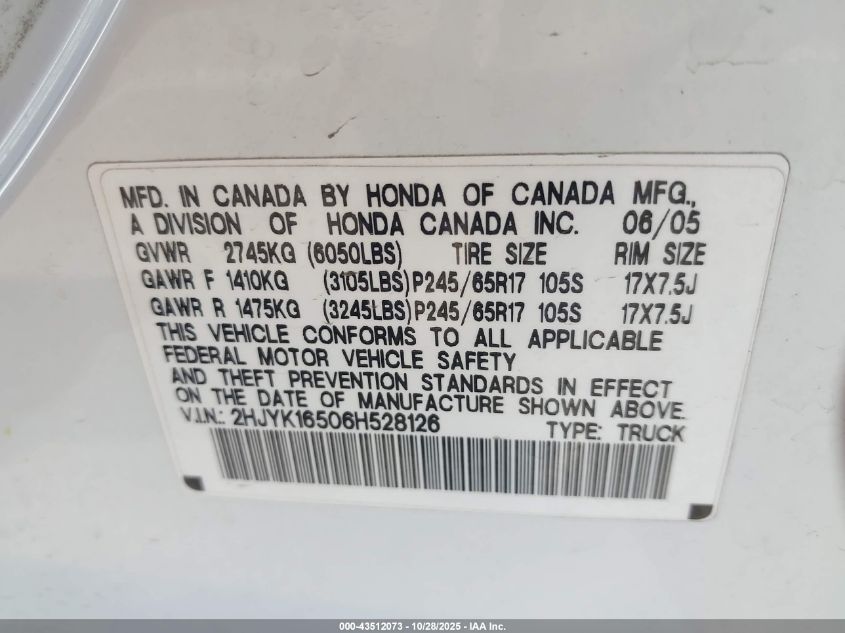 MFD. IN CANADA BY HONDA OF CANADA MFG.,
A DIVISION OF HONDA CANADA INC. 06/05
GVWR 2745KG (6050LBS) TIRE SIZE RIM SIZE
GAWR F 1410KG (3105LBS) P245/65R17 105S 17X7.5J
GAWR R 1475KG (3245LBS) P245/65R17 105S 17X7.5J
THIS VEHICLE CONFORMS TO ALL APPLICABLE
FEDERAL MOTOR VEHICLE SAFETY
AND THEFT PREVENTION STANDARDS IN EFFECT
ON THE DATE OF MANUFACTURE SHOWN ABOVE.
V.I.N.: 2HJYK16506H528126 TYPE: TRUCK
000-43512073 - 10/28/2025 - IAA Inc.